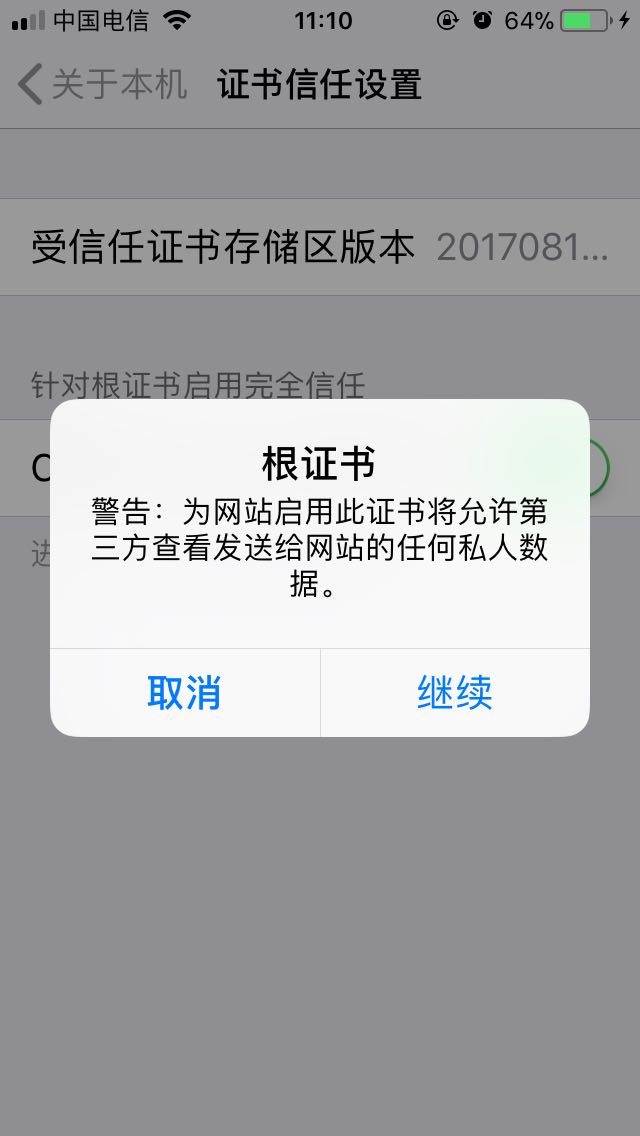 中国电信 11:10 64%
关于本机 证书信任设置
受信任证书存储区版本 2017081...
针对根证书启用完全信任
根证书
警告：为网站启用此证书将允许第
三方查看发送给网站的任何私人数
据。
取消 继续